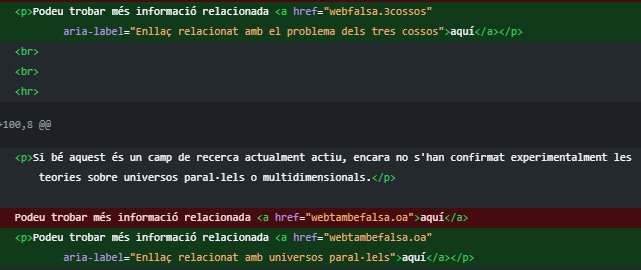 <p>Podeu trobar més informació relacionada <a href="webfalsa.3cossos"
aria-label="Enllaç relacionat amb el problema dels tres cossos">aquí</a></p>
<br>
<br>
<hr>
+100,8 @@
<p>Si bé aquest és un camp de recerca actualment actiu, encara no s'han confirmat experimentalment les
teories sobre universos paral·lels o multidimensionals.</p>
Podeu trobar més informació relacionada <a href="webtambefalsa.oa">aquí</a>
<p>Podeu trobar més informació relacionada <a href="webtambefalsa.oa"
aria-label="Enllaç relacionat amb universos paral·lels">aquí</a></p>